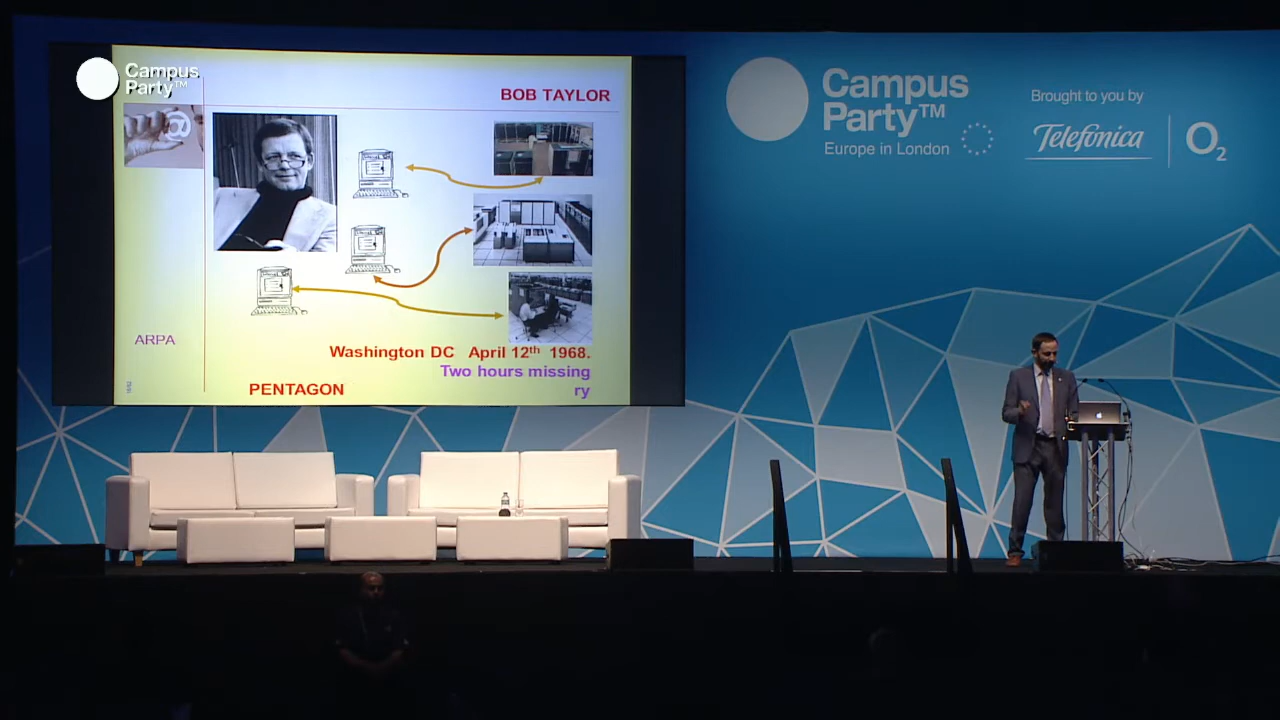 Campus
Party™
BOB TAYLOR
@
ARPA
Washington DC April 12th 1968.
Two hours missing
ry
PENTAGON
Campus
Party™
Europe in London
Brought to you by
Telefónica
O2